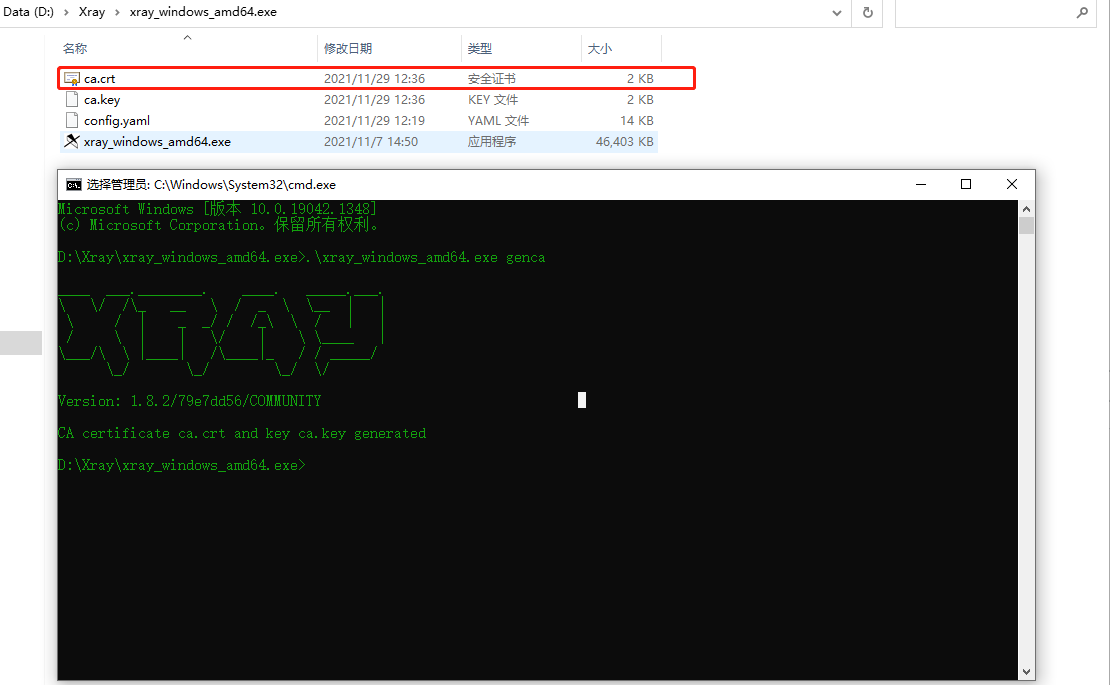 Data (D:) > Xray > xray_windows_amd64.exe
名称 修改日期 类型 大小
ca.crt 2021/11/29 12:36 安全证书 2 KB
ca.key 2021/11/29 12:36 KEY 文件 2 KB
config.yaml 2021/11/29 12:19 YAML 文件 14 KB
xray_windows_amd64.exe 2021/11/7 14:50 应用程序 46,403 KB
选择管理员: C:\Windows\System32\cmd.exe
Microsoft Windows [版本 10.0.19042.1348]
(c) Microsoft Corporation。保留所有权利。
D:\Xray\xray_windows_amd64.exe>.\xray_windows_amd64.exe genca
XRAY
Version: 1.8.2/79e7dd56/COMMUNITY
CA certificate ca.crt and key ca.key generated
D:\Xray\xray_windows_amd64.exe>